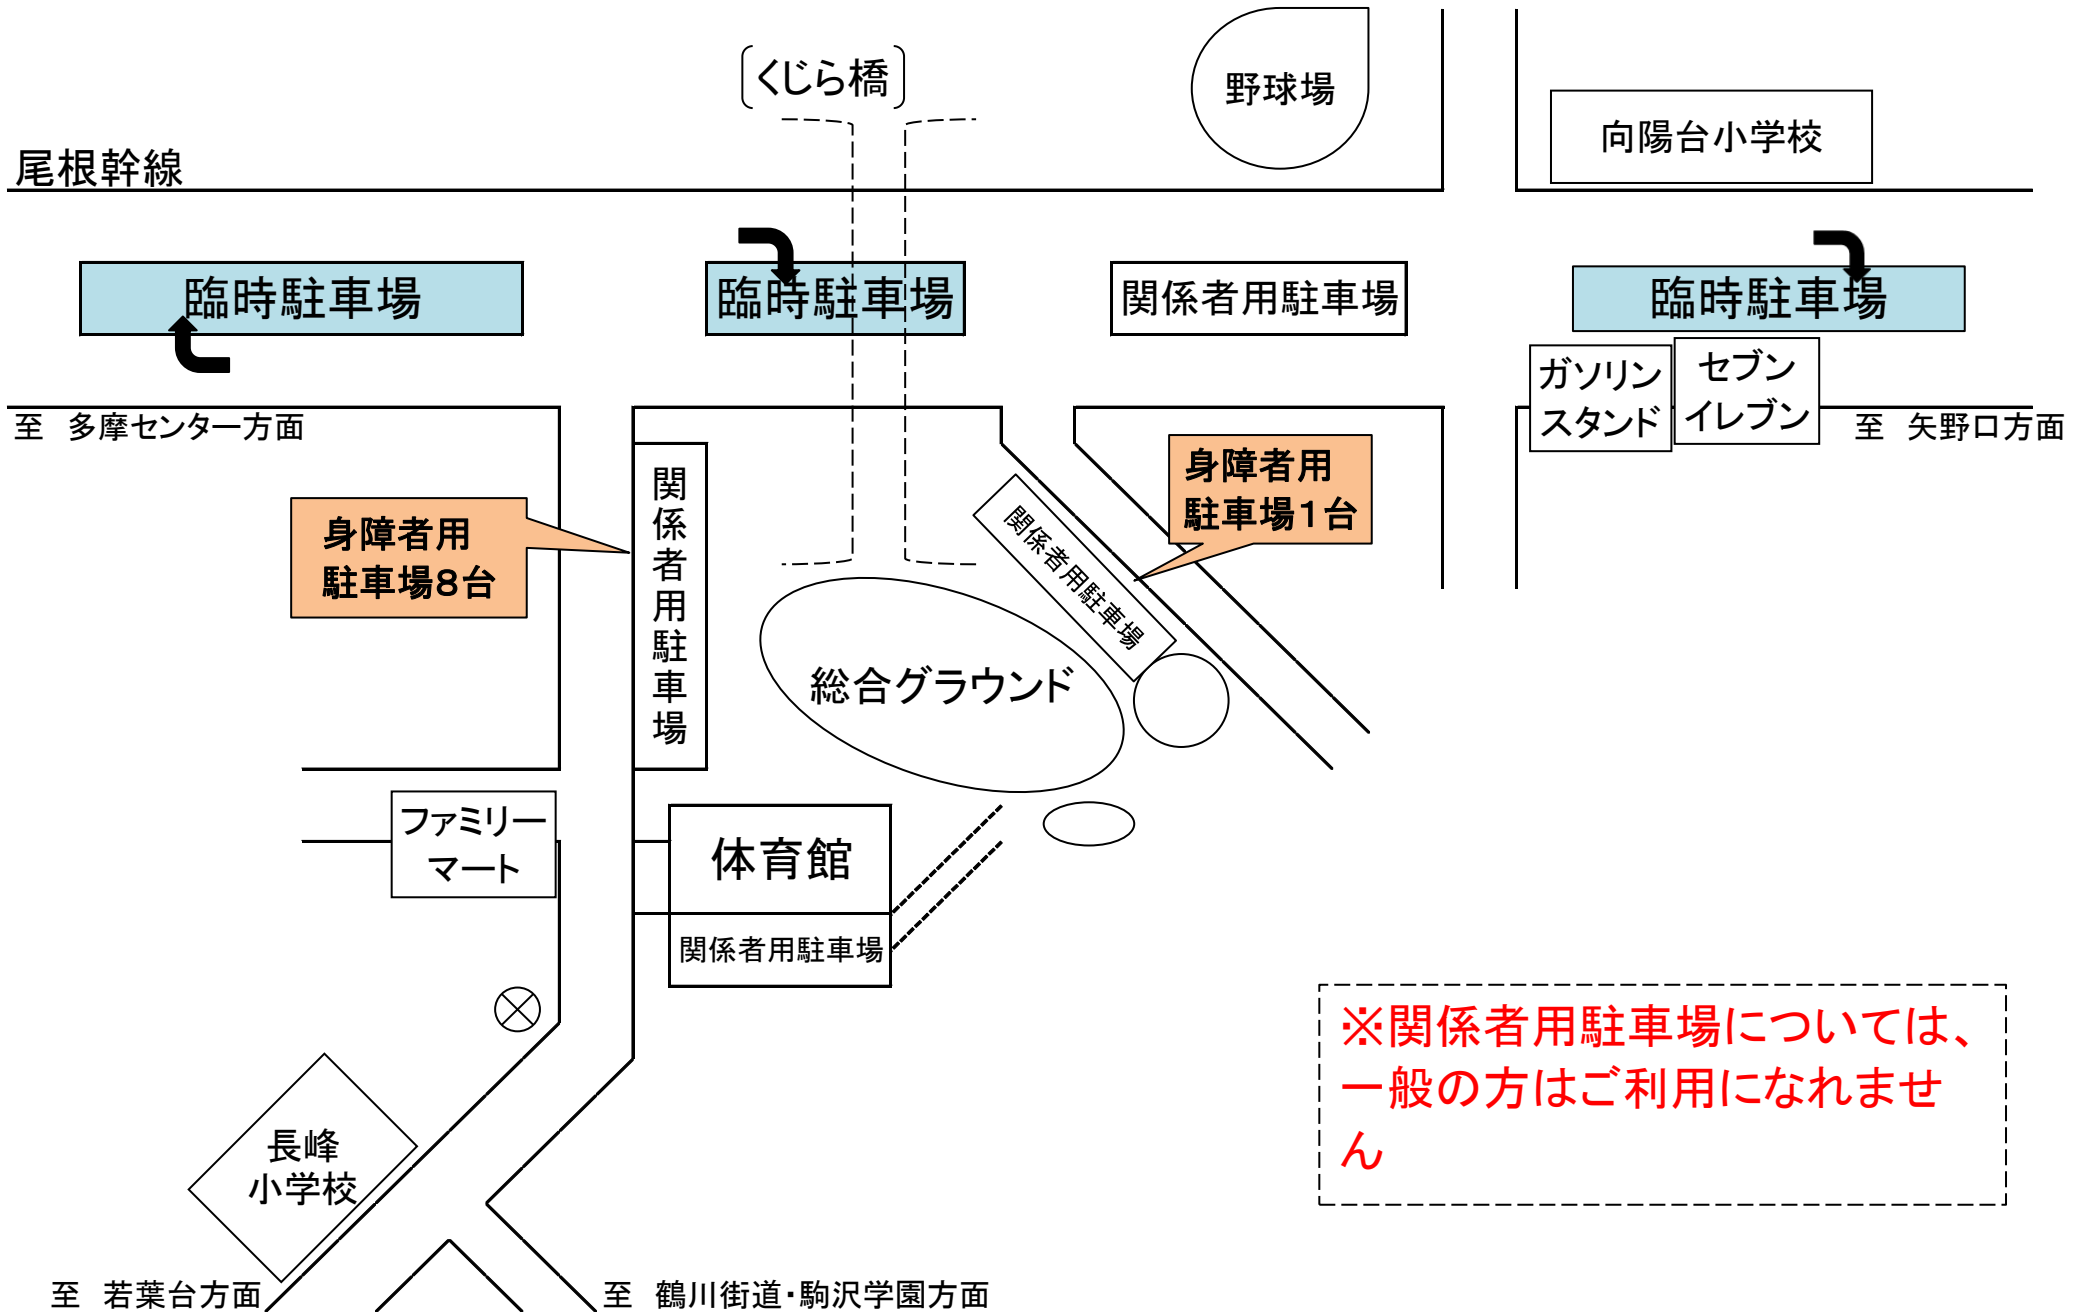 くじら橋
野球場
向陽台小学校
尾根幹線
臨時駐車場
臨時駐車場
関係者用駐車場
臨時駐車場
ガソリン
スタンド
セブン
イレブン
至　多摩センター方面
至　矢野口方面
身障者用
駐車場1台
身障者用
駐車場8台
関係者用駐車場
関係者用駐車場
総合グラウンド
ファミリー
マート
体育館
関係者用駐車場
※関係者用駐車場については、
一般の方はご利用になれませ
ん
長峰
小学校
至　若葉台方面
至　鶴川街道・駒沢学園方面